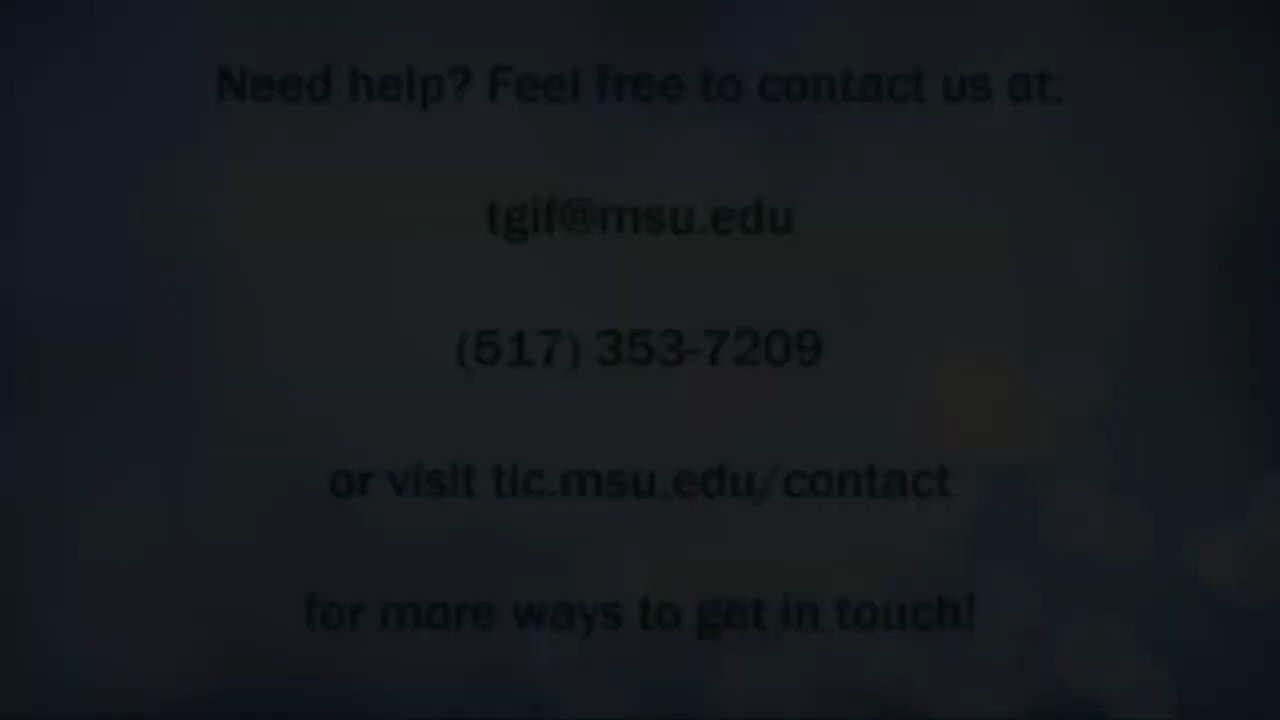 Need help? Feel free to contact us at:
tgif@msu.edu
(517) 353-7209
or visit tlc.msu.edu/contact
for more ways to get in touch!